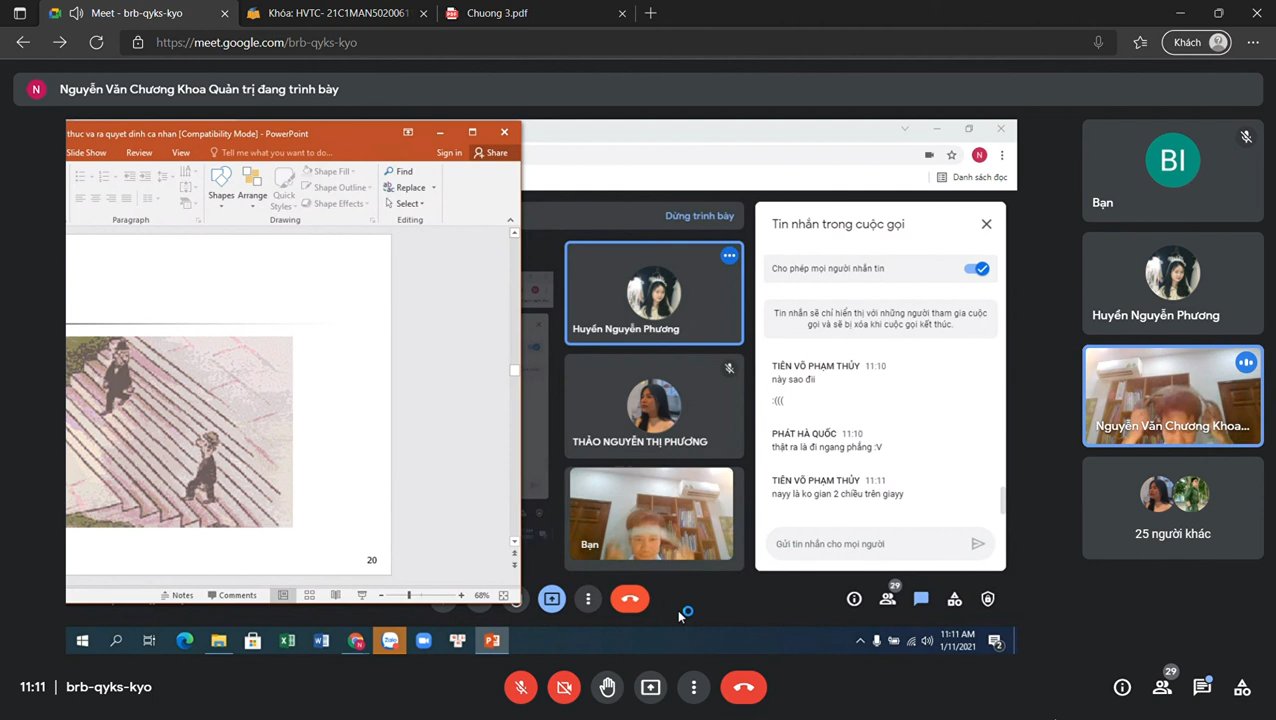 Meet - brb-qyks-kyo
Khóa: HVTC- 21C1MAN5020061
Chuong 3.pdf
https://meet.google.com/brb-qyks-kyo
Khách
N
Nguyễn Văn Chương Khoa Quản trị đang trình bày
thuc va ra quyet dinh ca nhan [Compatibility Mode] - PowerPoint
Slide Show
Review
View
Tell me what you want to do...
Sign in
Share
Shapes
Arrange
Quick
Styles
Shape Fill
Shape Outline
Shape Effects
Find
Replace
Select
Paragraph
Drawing
Editing
20
Notes
Comments
68%
N
Danh sách đọc
Dừng trình bày
Huyền Nguyễn Phương
THẢO NGUYỄN THỊ PHƯƠNG
Bạn
Tin nhắn trong cuộc gọi
Cho phép mọi người nhắn tin
Tin nhắn sẽ chỉ hiển thị với những người tham gia cuộc
gọi và sẽ bị xóa khi cuộc gọi kết thúc.
TIÊN VÕ PHẠM THỦY 11:10
này sao đii
:(((
PHÁT HÀ QUỐC 11:10
thật ra là đi ngang phẳng :V
TIÊN VÕ PHẠM THỦY 11:11
nayy là ko gian 2 chiều trên giayy
Gửi tin nhắn cho mọi người
29
Zalo
11:11 AM
1/11/2021
2
BI
Bạn
Huyền Nguyễn Phương
Nguyễn Văn Chương Khoa...
25 người khác
11:11
brb-qyks-kyo
29